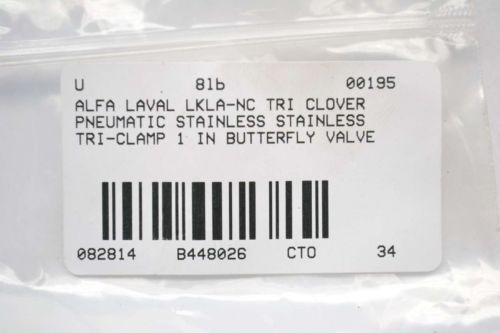 U 8lb 00195
ALFA LAVAL LKLA-NC TRI CLOVER
PNEUMATIC STAINLESS STAINLESS
TRI-CLAMP 1 IN BUTTERFLY VALVE
082814 B448026 CTO 34